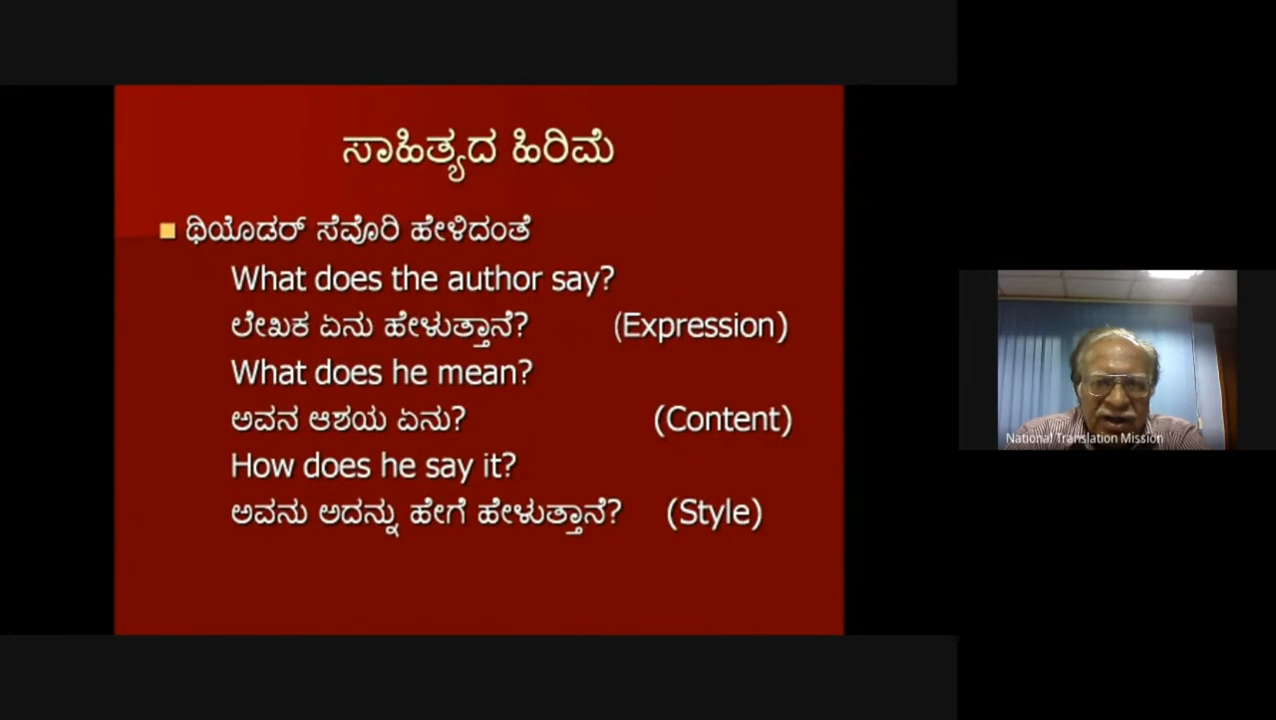 ಸಾಹಿತ್ಯದ ಹಿರಿಮೆ
ಥಿಯೊಡರ್ ಸೆವೊರಿ ಹೇಳಿದಂತೆ
What does the author say?
ಲೇಖಕ ಏನು ಹೇಳುತ್ತಾನೆ? (Expression)
What does he mean?
ಅವನ ಆಶಯ ಏನು? (Content)
How does he say it?
ಅವನು ಅದನ್ನು ಹೇಗೆ ಹೇಳುತ್ತಾನೆ? (Style)
National Translation Mission